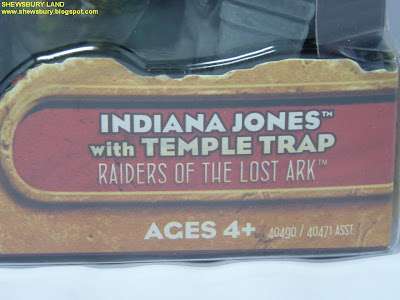 SHEWSBURY LAND
www.shewsbury.blogspot.com
INDIANA JONES™
with TEMPLE TRAP
RAIDERS OF THE LOST ARK™
AGES 4+ 40490 / 40471 ASST.